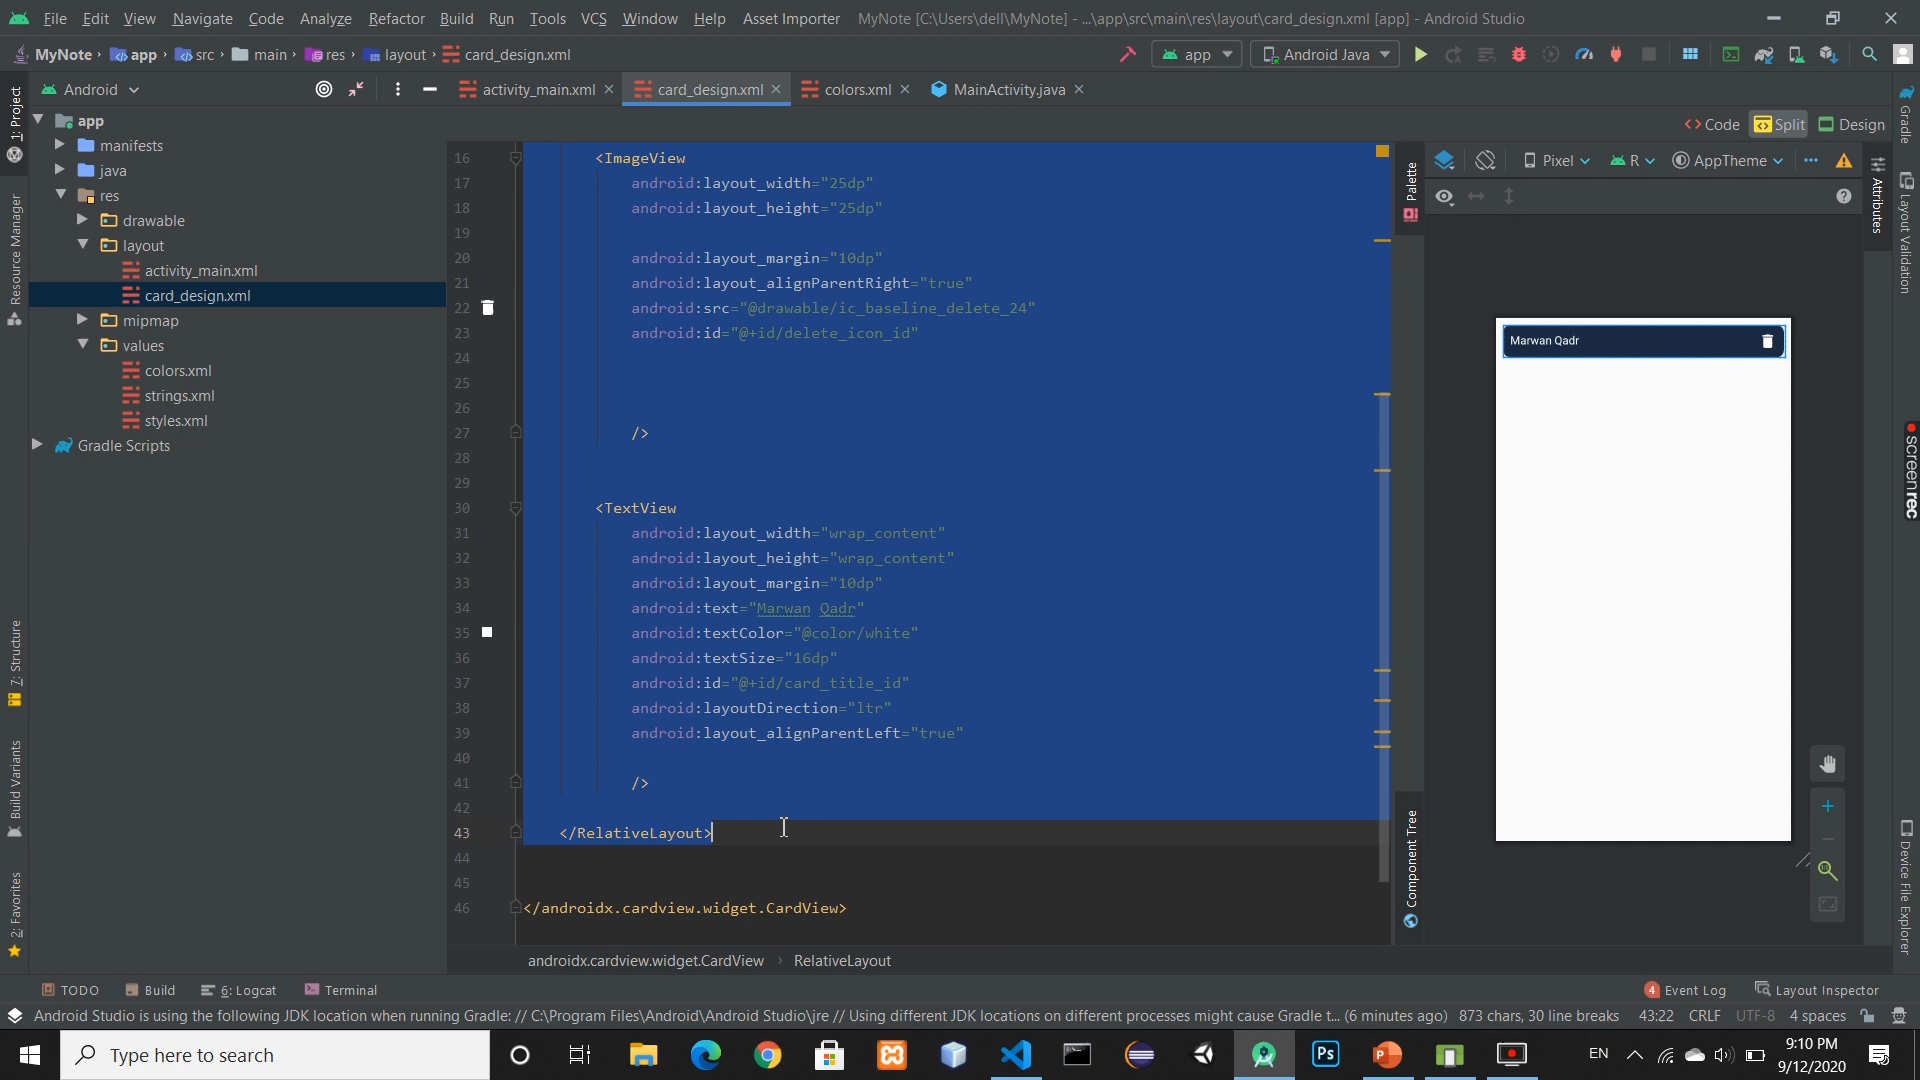 File Edit View Navigate Code Analyze Refactor Build Run Tools VCS Window Help Asset Importer MyNote [C:\Users\dell\MyNote] - ...\app\src\main\res\layout\card_design.xml [app] - Android Studio
MyNote app src main res layout card_design.xml app Android Java
Android activity_main.xml card_design.xml colors.xml MainActivity.java
Code Split Design
Pixel R AppTheme
app
manifests
java
res
drawable
layout
activity_main.xml
card_design.xml
mipmap
values
colors.xml
strings.xml
styles.xml
Gradle Scripts
1: Project
Resource Manager
7: Structure
Build Variants
2: Favorites
16 <ImageView
17 android:layout_width="25dp"
18 android:layout_height="25dp"
19
20 android:layout_margin="10dp"
21 android:layout_alignParentRight="true"
22 android:src="@drawable/ic_baseline_delete_24"
23 android:id="@+id/delete_icon_id"
24
25
26
27 />
28
29
30 <TextView
31 android:layout_width="wrap_content"
32 android:layout_height="wrap_content"
33 android:layout_margin="10dp"
34 android:text="Marwan Qadr"
35 android:textColor="@color/white"
36 android:textSize="16dp"
37 android:id="@+id/card_title_id"
38 android:layoutDirection="ltr"
39 android:layout_alignParentLeft="true"
40
41 />
42
43 </RelativeLayout>
44
45
46 </androidx.cardview.widget.CardView>
androidx.cardview.widget.CardView RelativeLayout
Palette
Component Tree
Marwan Qadr
Attributes
Gradle
Layout Validation
screenrec
Device File Explorer
TODO Build 6: Logcat Terminal 4 Event Log Layout Inspector
Android Studio is using the following JDK location when running Gradle: // C:\Program Files\Android\Android Studio\jre // Using different JDK locations on different processes might cause Gradle t... (6 minutes ago) 873 chars, 30 line breaks 43:22 CRLF UTF-8 4 spaces
Type here to search
Ps
EN
9:10 PM
9/12/2020